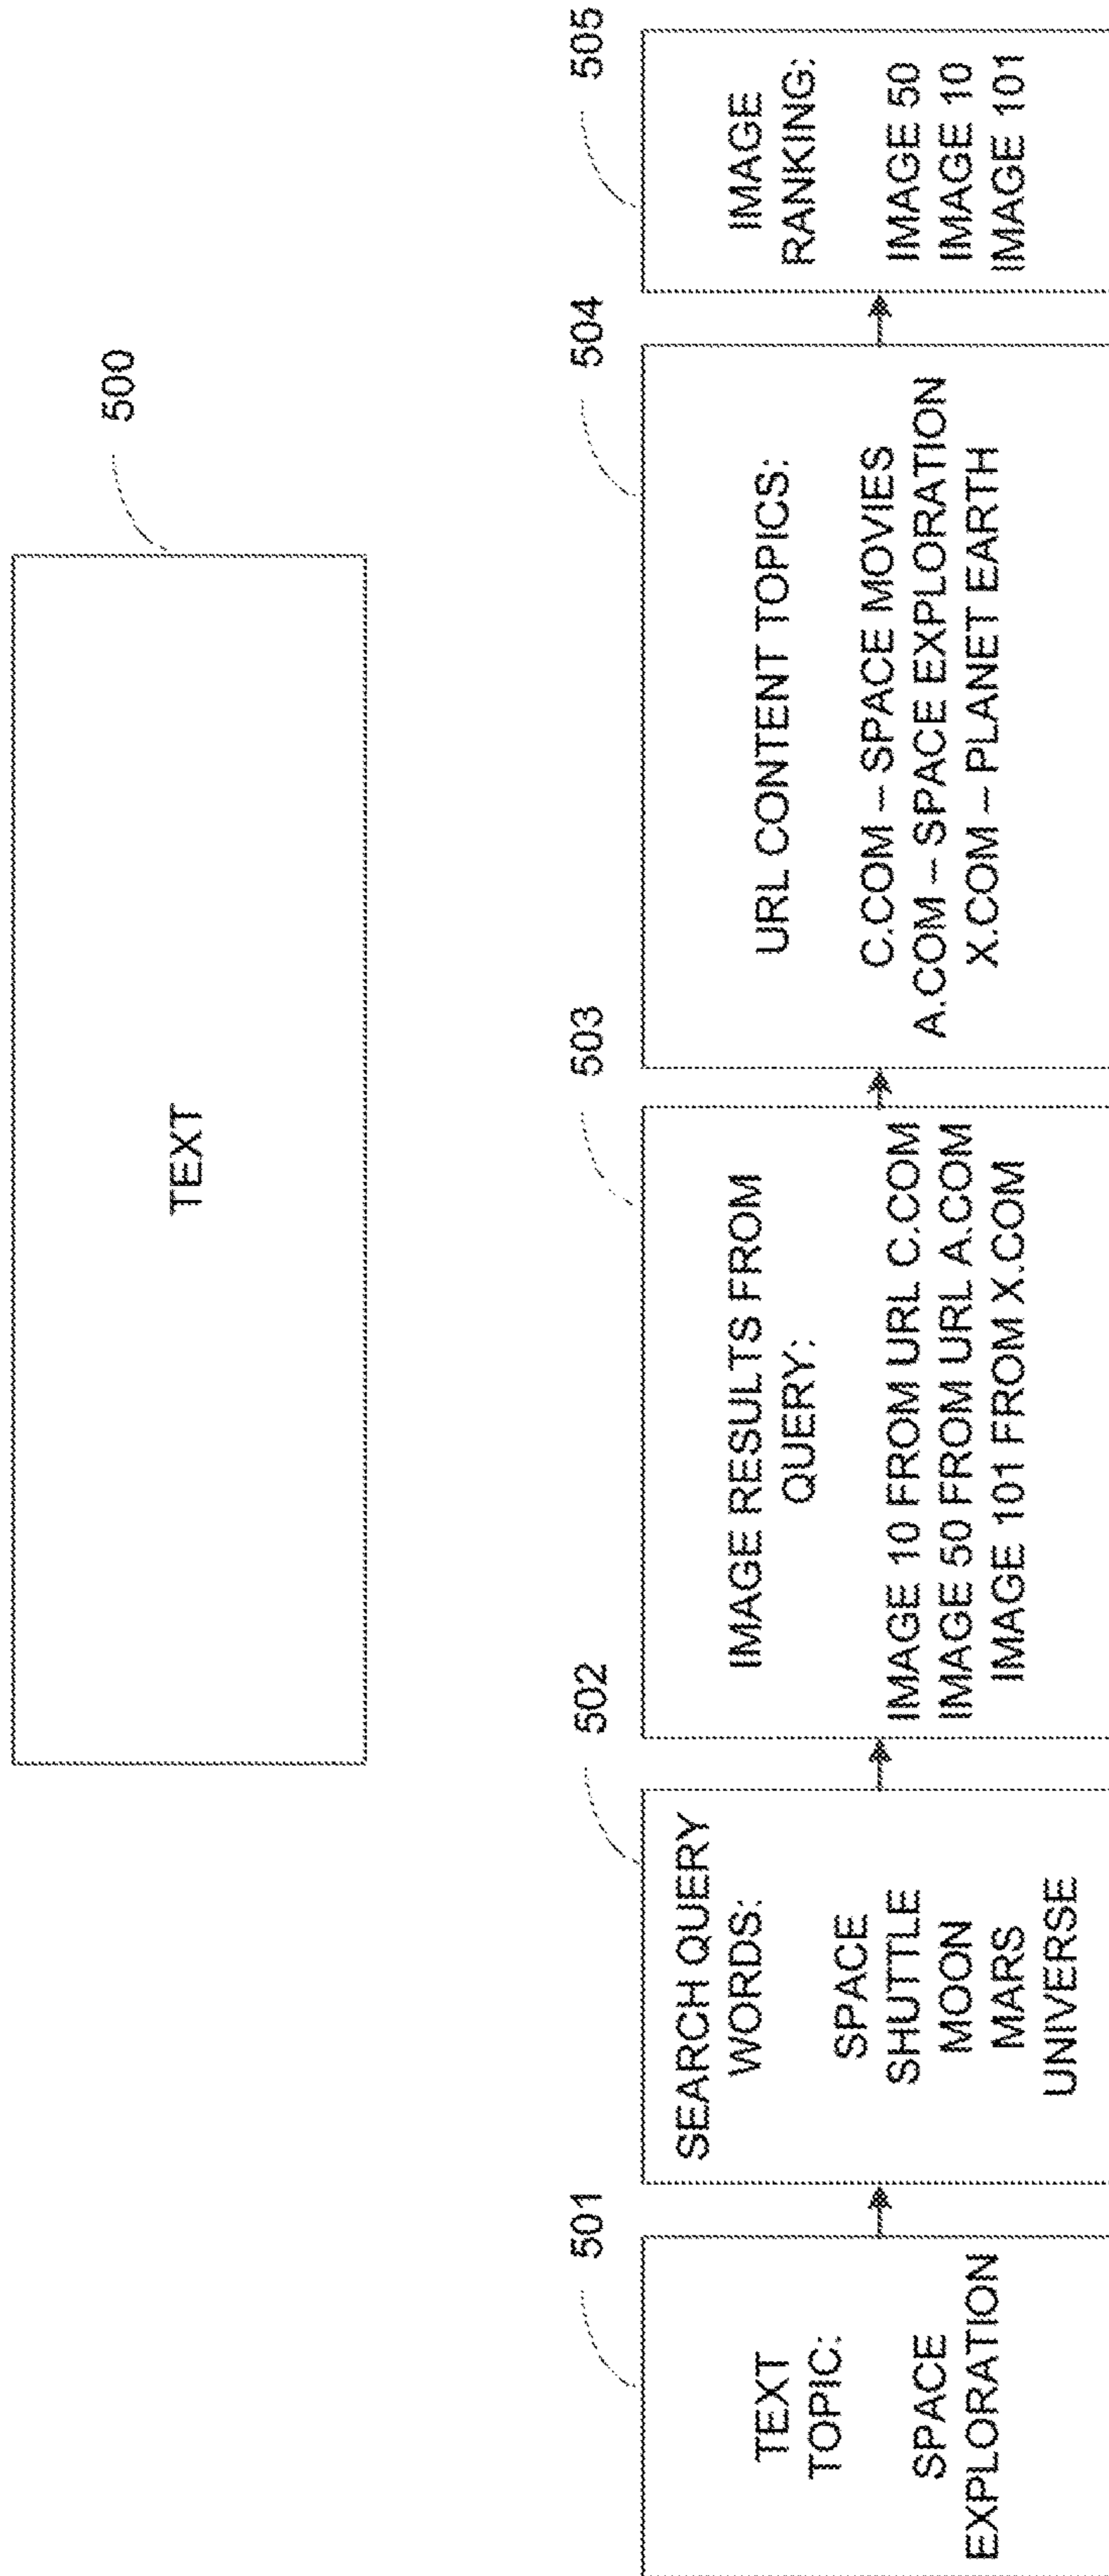 500
TEXT
501
TEXT
TOPIC:
SPACE
EXPLORATION
502
SEARCH QUERY
WORDS:
SPACE
SHUTTLE
MOON
MARS
UNIVERSE
503
IMAGE RESULTS FROM
QUERY:
IMAGE 10 FROM URL C.COM
IMAGE 50 FROM URL A.COM
IMAGE 101 FROM X.COM
504
URL CONTENT TOPICS:
C.COM – SPACE MOVIES
A.COM – SPACE EXPLORATION
X.COM – PLANET EARTH
505
IMAGE
RANKING:
IMAGE 50
IMAGE 10
IMAGE 101